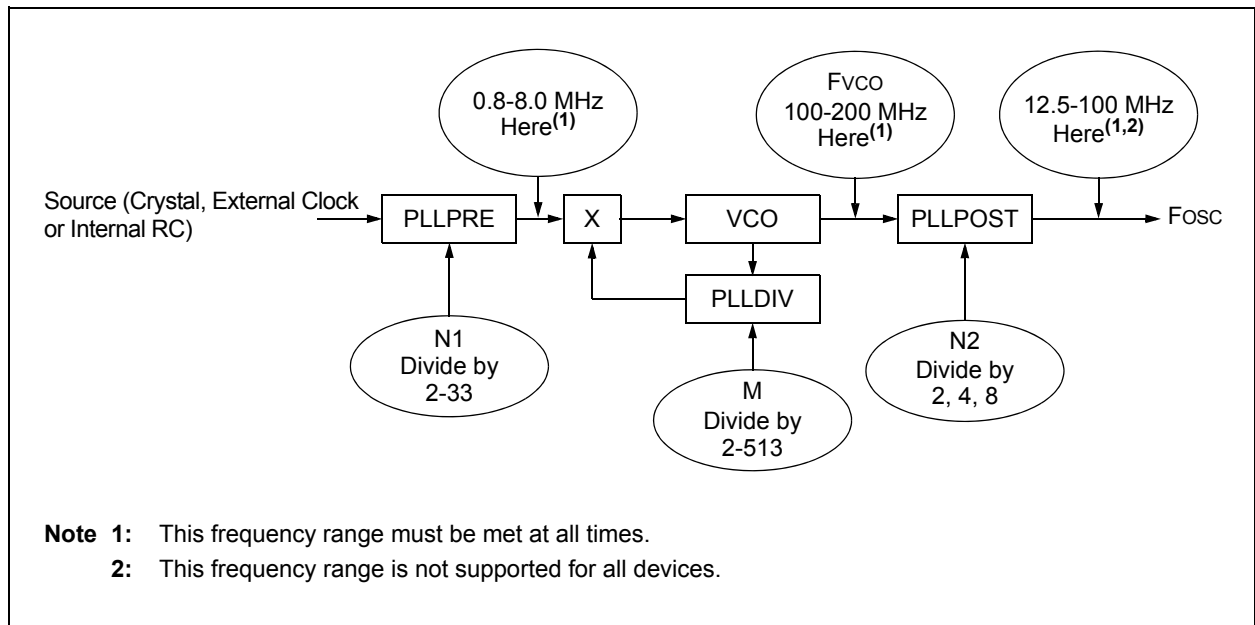 0.8-8.0 MHz
Here(1)
FVCO
100-200 MHz
Here(1)
12.5-100 MHz
Here(1,2)
Source (Crystal, External Clock
or Internal RC)
PLLPRE
X
VCO
PLLPOST
FOSC
PLLDIV
N1
Divide by
2-33
M
Divide by
2-513
N2
Divide by
2, 4, 8
Note 1: This frequency range must be met at all times.
2: This frequency range is not supported for all devices.